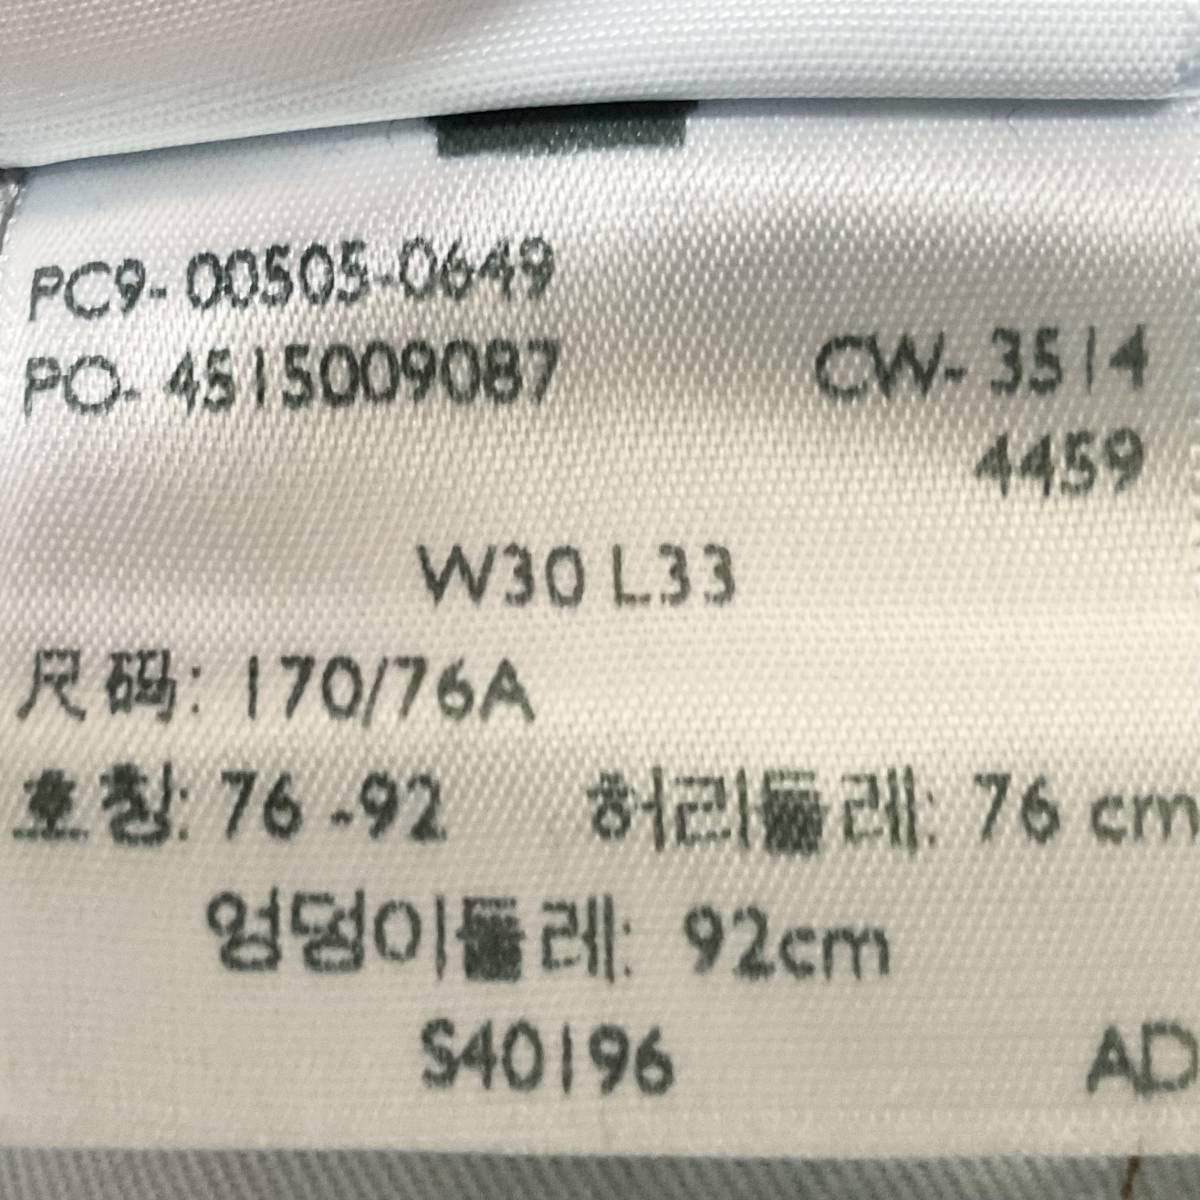 PC9-00505-0649
PO-4515009087 CW-3514
4459
W30 L33
尺码: 170/76A
호칭: 76-92 허리둘레: 76 cm
엉덩이둘레: 92cm
S40196 AD